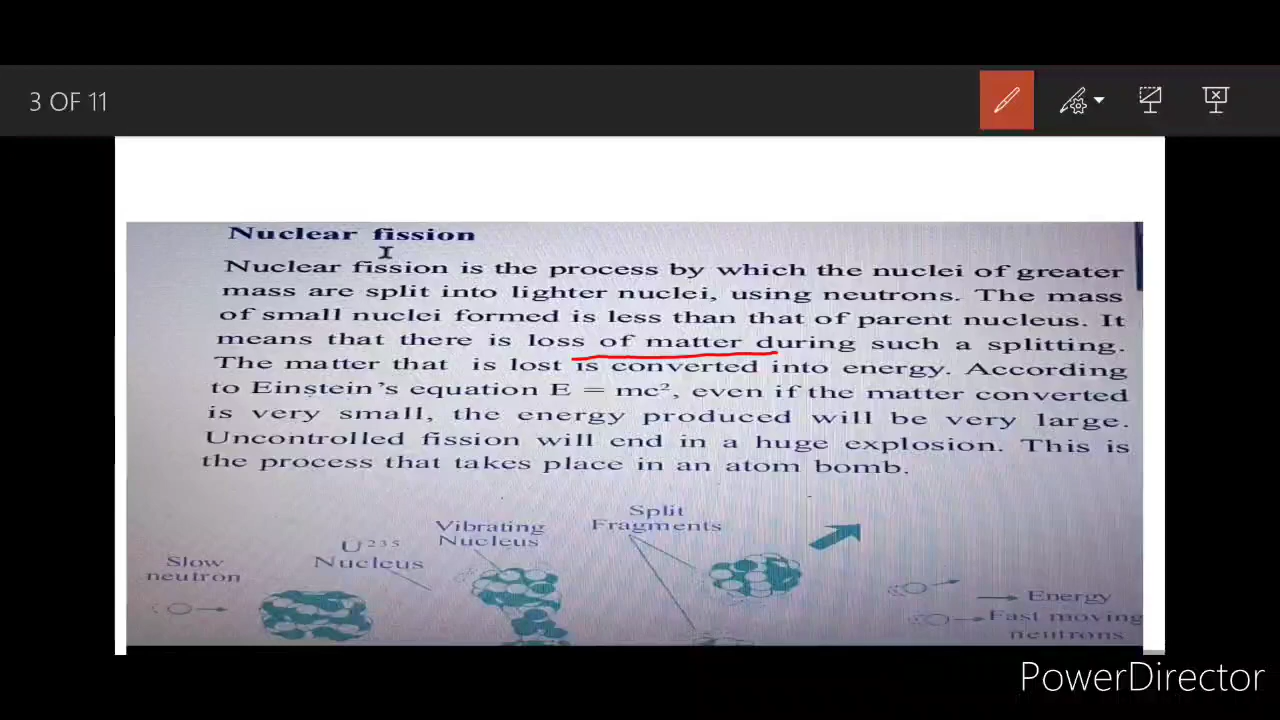 3 OF 11
Nuclear fission
Nuclear fission is the process by which the nuclei of greater
mass are split into lighter nuclei, using neutrons. The mass
of small nuclei formed is less than that of parent nucleus. It
means that there is loss of matter during such a splitting.
The matter that is lost is converted into energy. According
to Einstein's equation E = mc², even if the matter converted
is very small, the energy produced will be very large.
Uncontrolled fission will end in a huge explosion. This is
the process that takes place in an atom bomb.
Slow
neutron
U²³⁵
Nucleus
Vibrating
Nucleus
Split
Fragments
Energy
Fast moving
neutrons
PowerDirector